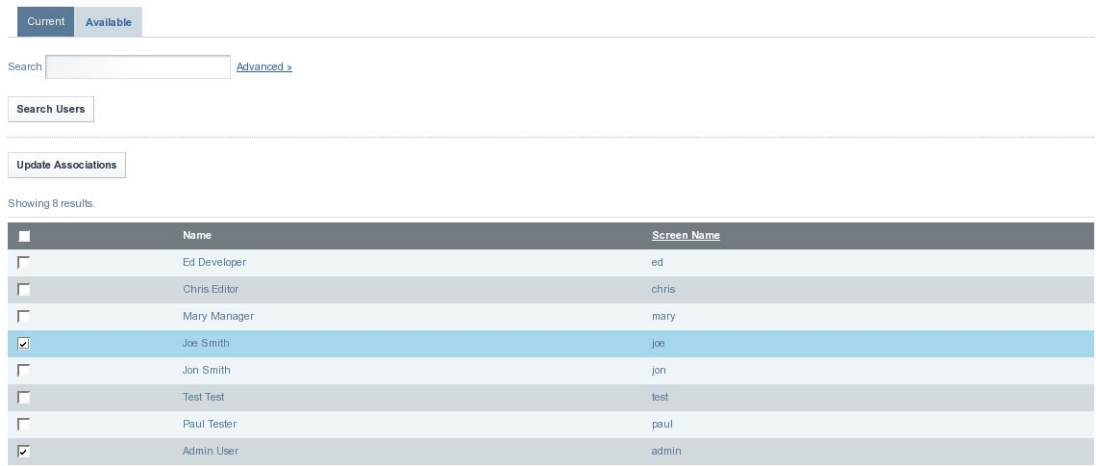 Current Available
Search Advanced »
Search Users
Update Associations
Showing 8 results.
Name Screen Name
Ed Developer ed
Chris Editor chris
Mary Manager mary
Joe Smith joe
Jon Smith jon
Test Test test
Paul Tester paul
Admin User admin